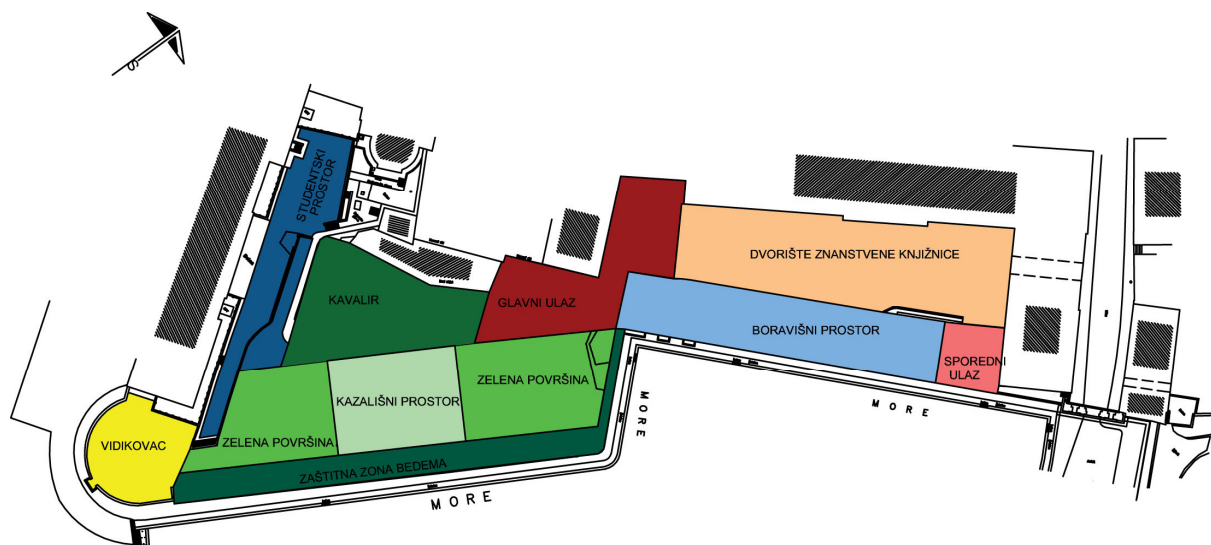 S
STUDENTSKI
PROSTOR
DVORIŠTE ZNANSTVENE KNJIŽNICE
KAVALIR
GLAVNI ULAZ
BORAVIŠNI PROSTOR
SPOREDNI
ULAZ
ZELENA POVRŠINA
KAZALIŠNI PROSTOR
MORE
MORE
VIDIKOVAC
ZELENA POVRŠINA
ZAŠTITNA ZONA BEDEMA
MORE